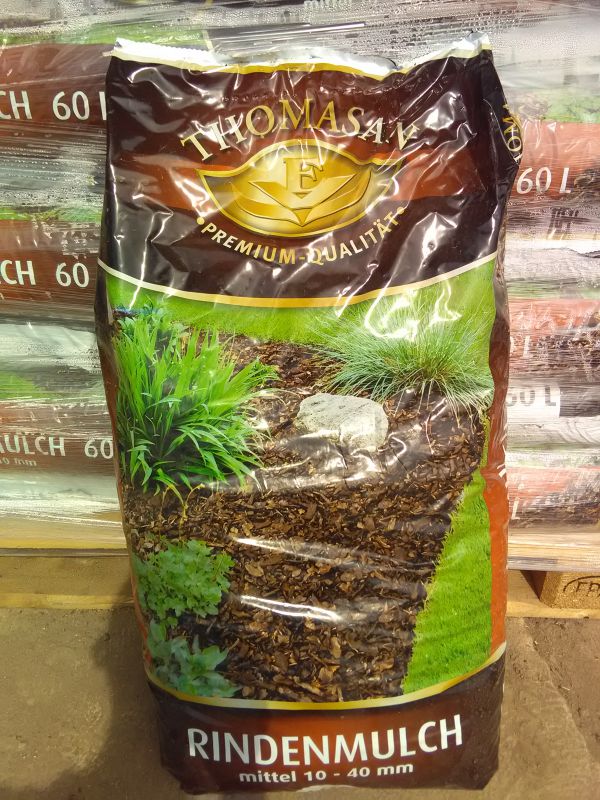 THOMASAN
F
•PREMIUM-QUALITÄT•
RINDENMULCH
mittel 10 - 40 mm
CH 60 l
CH 60
MULCH 60
60 L
60 L